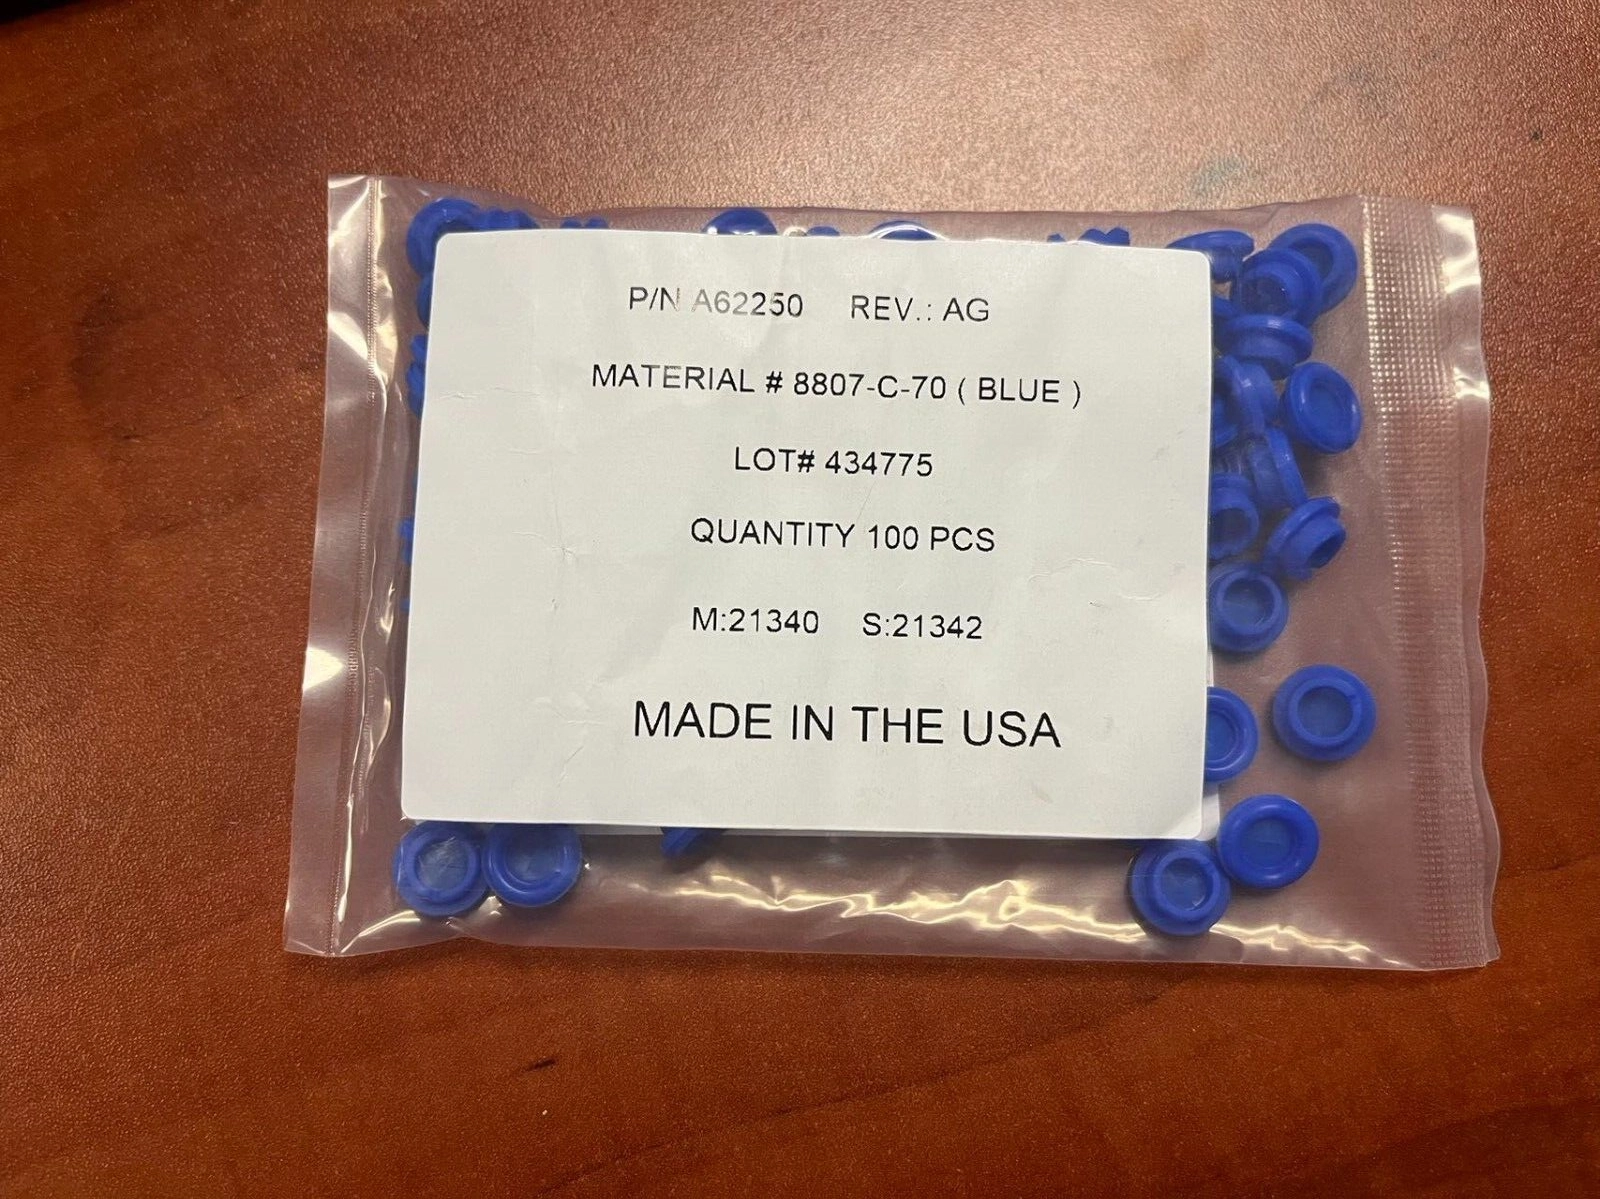 P/N A62250 REV.: AG
MATERIAL # 8807-C-70 ( BLUE )
LOT# 434775
QUANTITY 100 PCS
M:21340 S:21342
MADE IN THE USA